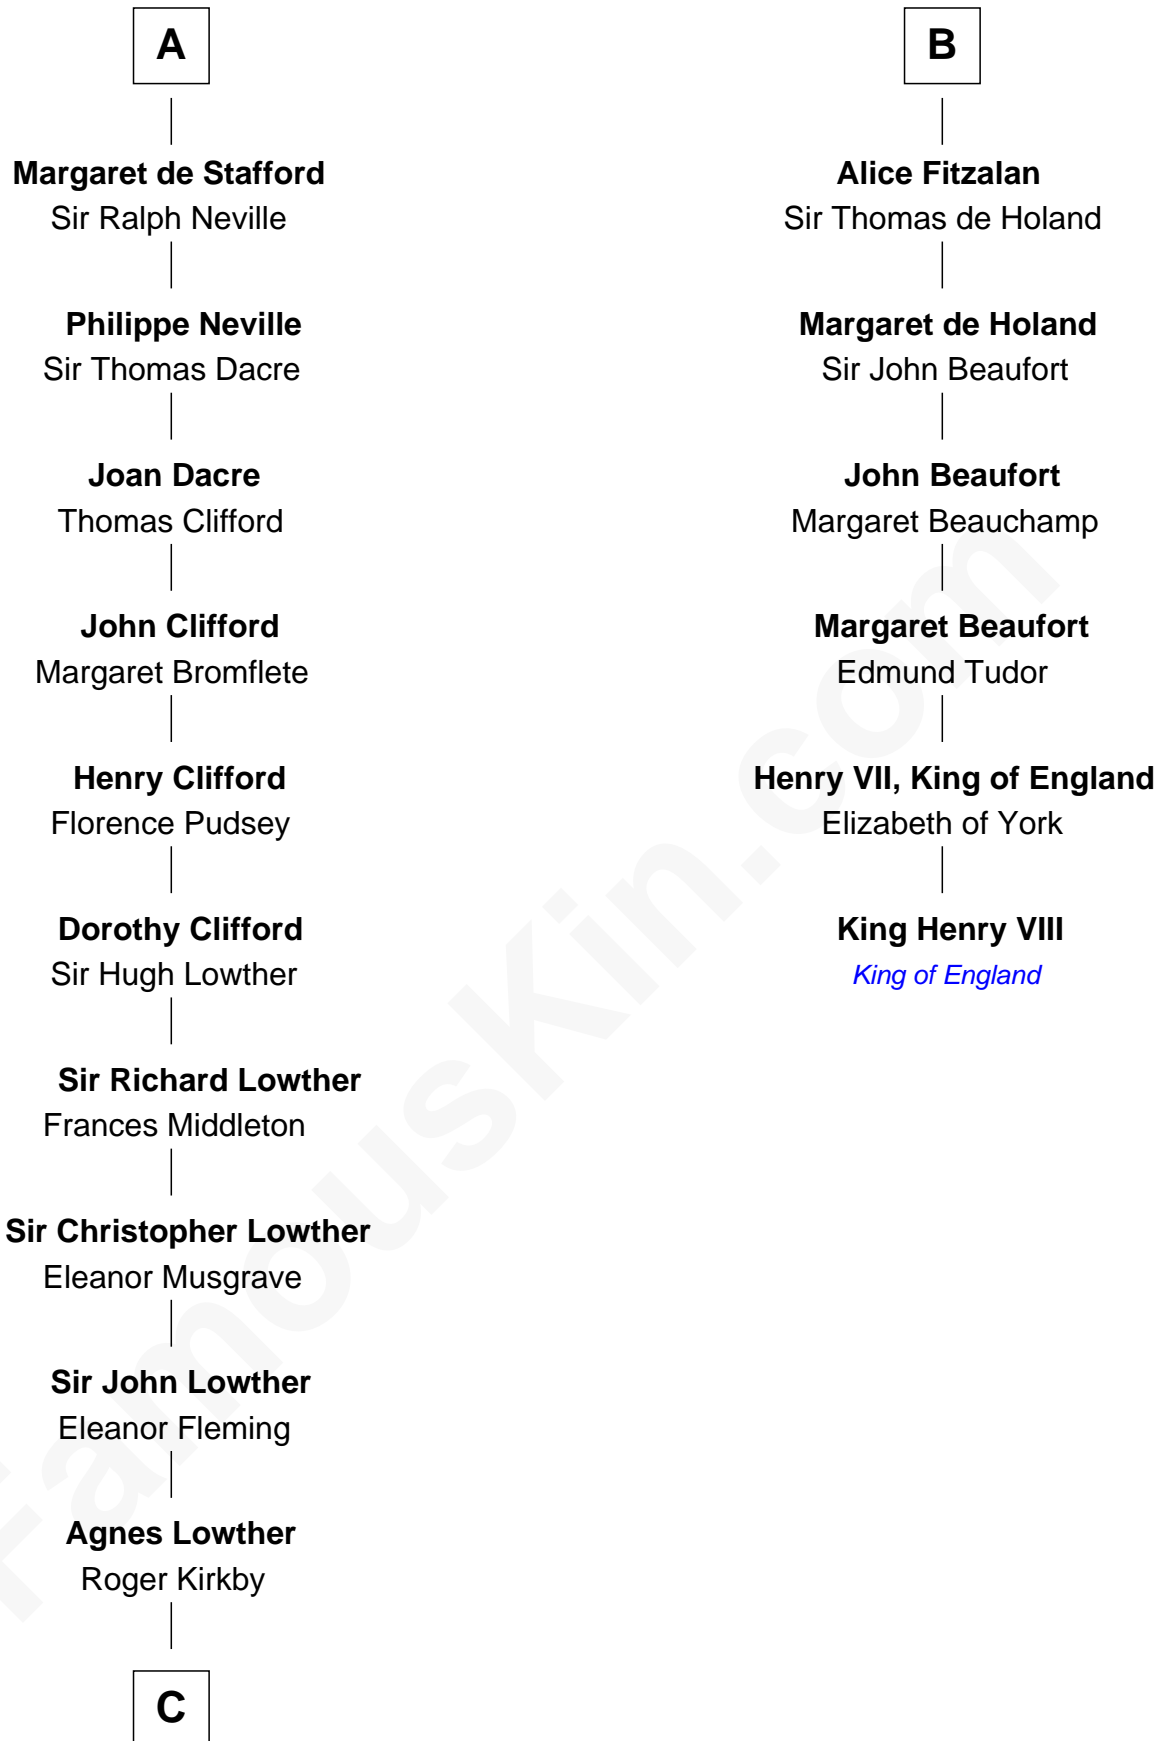 A
Margaret de Stafford
Sir Ralph Neville
Philippe Neville
Sir Thomas Dacre
Joan Dacre
Thomas Clifford
John Clifford
Margaret Bromflete
Henry Clifford
Florence Pudsey
Dorothy Clifford
Sir Hugh Lowther
Sir Richard Lowther
Frances Middleton
Sir Christopher Lowther
Eleanor Musgrave
Sir John Lowther
Eleanor Fleming
Agnes Lowther
Roger Kirkby
C
B
Alice Fitzalan
Sir Thomas de Holand
Margaret de Holand
Sir John Beaufort
John Beaufort
Margaret Beauchamp
Margaret Beaufort
Edmund Tudor
Henry VII, King of England
Elizabeth of York
King Henry VIII
King of England
FamousKin.com